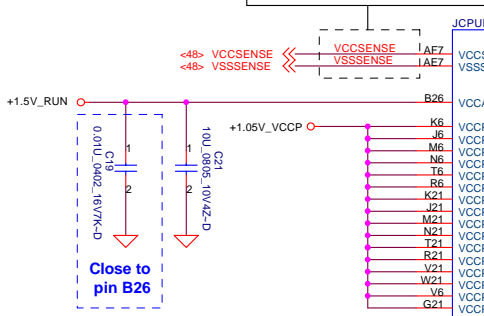 JCPU
<48> VCCSENSE VCCSENSE AF7 VCCS
<48> VSSSENSE VSSSENSE AE7 VSSS
+1.5V_RUN B26 VCCA
+1.05V_VCCP K6 VCCP
J6 VCCP
M6 VCCP
N6 VCCP
T6 VCCP
R6 VCCP
K21 VCCP
J21 VCCP
M21 VCCP
N21 VCCP
T21 VCCP
R21 VCCP
V21 VCCP
W21 VCCP
V6 VCCP
G21 VCCP
1
2
C19
0.01U_0402_16V7K~D
1
2
C21
10U_0805_10V4Z~D
Close to
pin B26